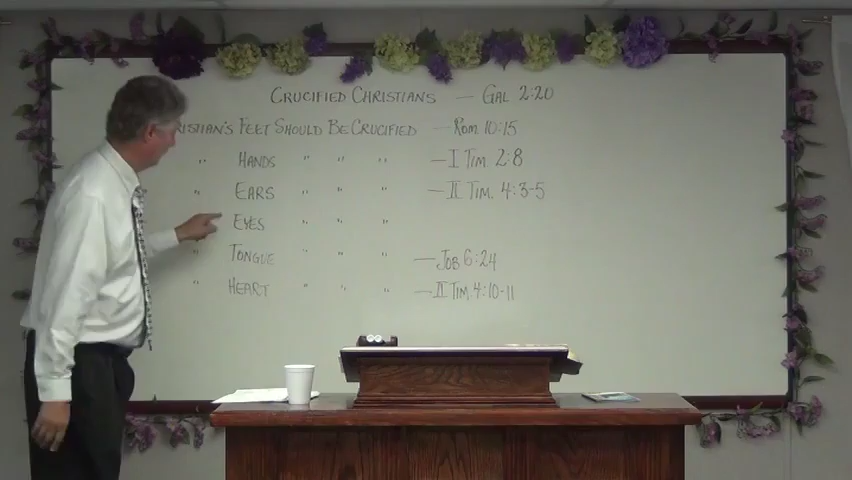 CRUCIFIED CHRISTIANS — GAL 2:20
RISTIAN'S FEET SHOULD BE CRUCIFIED — ROM 10:15
" HANDS " " " — I TIM. 2:8
" EARS " " " — II TIM. 4:3-5
EYES " " "
" TONGUE " " " — JOB 6:24
" HEART " " " — II TIM. 4:10-11